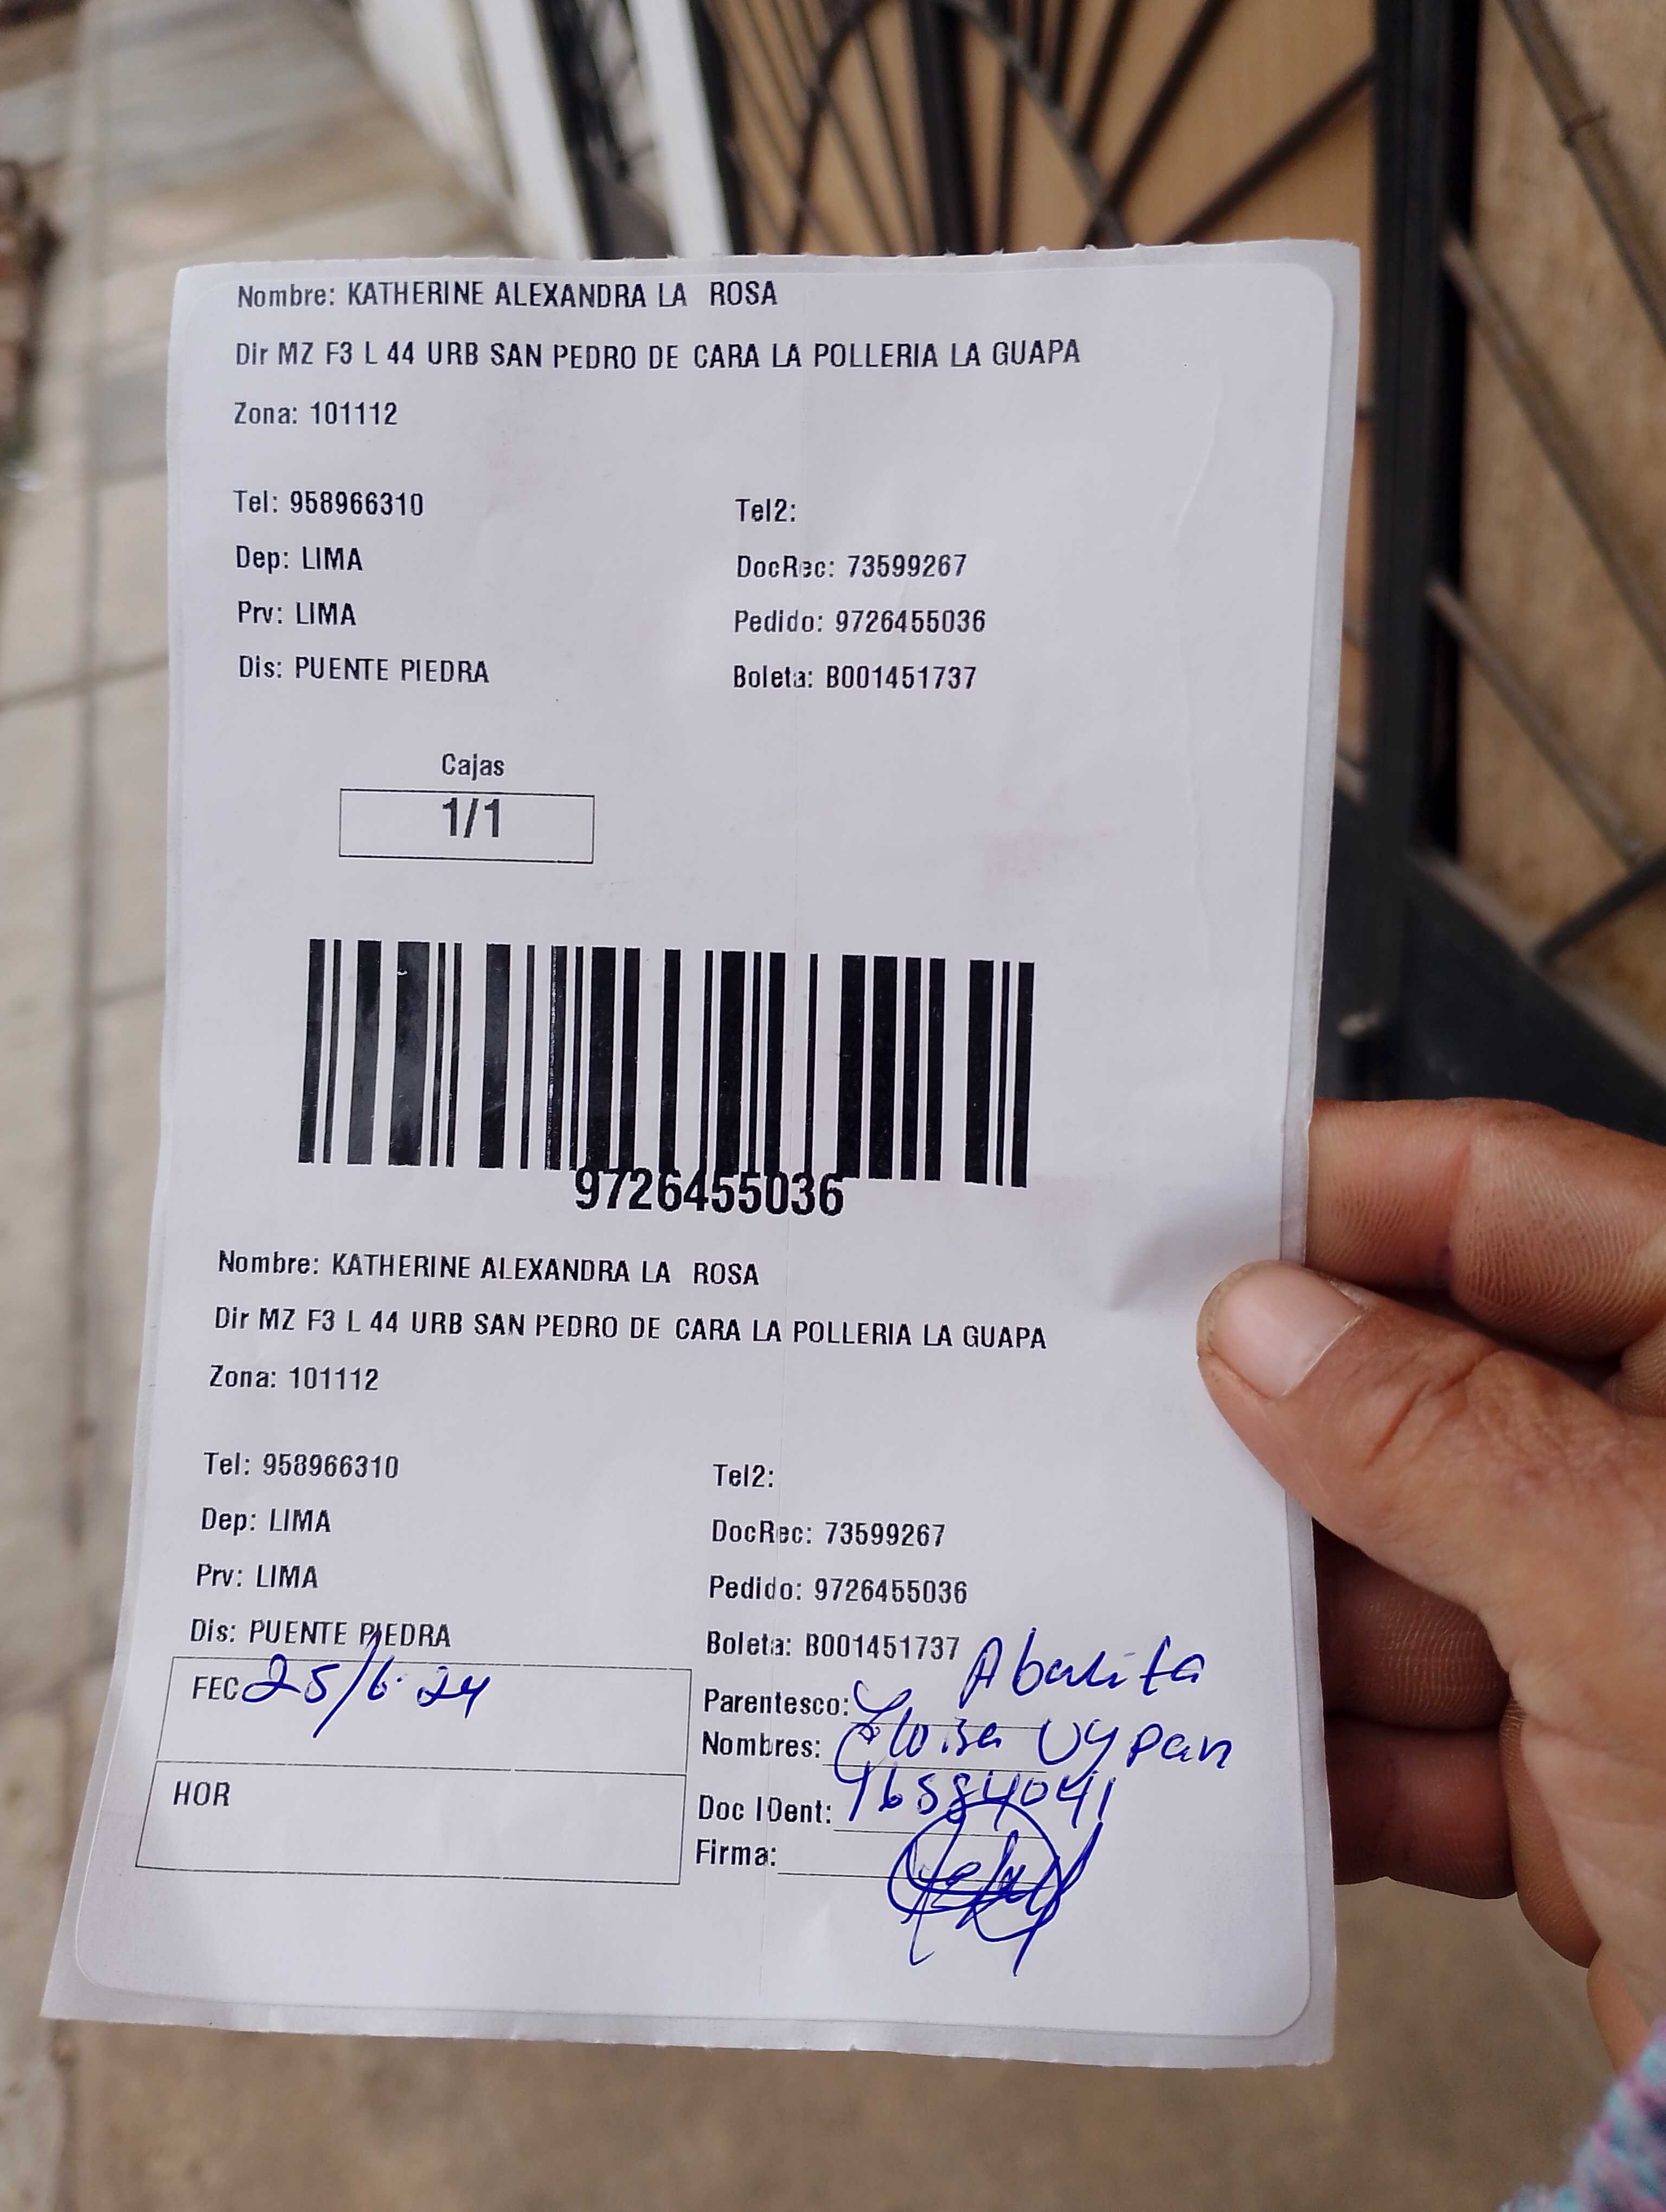 Nombre: KATHERINE ALEXANDRA LA ROSA
Dir MZ F3 L 44 URB SAN PEDRO DE CARA LA POLLERIA LA GUAPA
Zona: 101112
Tel: 958966310 Tel2:
Dep: LIMA DocRec: 73599267
Prv: LIMA Pedido: 9726455036
Dis: PUENTE PIEDRA Boleta: B001451737
Cajas
1/1
9726455036
Nombre: KATHERINE ALEXANDRA LA ROSA
Dir MZ F3 L 44 URB SAN PEDRO DE CARA LA POLLERIA LA GUAPA
Zona: 101112
Tel: 958966310 Tel2:
Dep: LIMA DocRec: 73599267
Prv: LIMA Pedido: 9726455036
Dis: PUENTE PIEDRA Boleta: B001451737
FEC 25/6.24 Parentesco: Abulita
Nombres: Eloisa Uypan
HOR Doc IDent: 965884041
Firma: